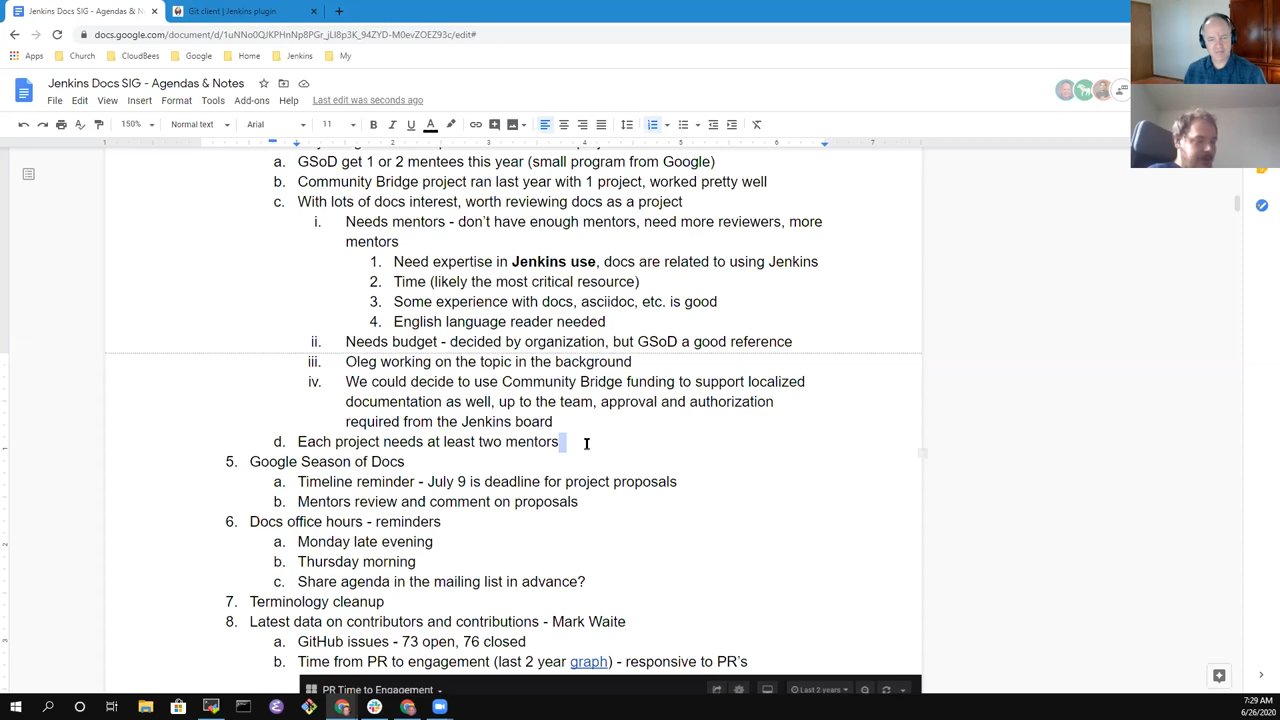 Jenkins Docs SIG - Agendas & N
Git client | Jenkins plugin
docs.google.com/document/d/1uNNo0QJKPHnNp8PGr_jLl8p3K_94ZYD-M0evZOEZ93c/edit#
Apps Church CloudBees Google Home Jenkins My
Jenkins Docs SIG - Agendas & Notes
File Edit View Insert Format Tools Add-ons Help Last edit was seconds ago
150% Normal text Arial 11
1 1 2 3 4 5 6 7
a. GSoD get 1 or 2 mentees this year (small program from Google)
b. Community Bridge project ran last year with 1 project, worked pretty well
c. With lots of docs interest, worth reviewing docs as a project
i. Needs mentors - don't have enough mentors, need more reviewers, more
mentors
1. Need expertise in Jenkins use, docs are related to using Jenkins
2. Time (likely the most critical resource)
3. Some experience with docs, asciidoc, etc. is good
4. English language reader needed
ii. Needs budget - decided by organization, but GSoD a good reference
iii. Oleg working on the topic in the background
iv. We could decide to use Community Bridge funding to support localized
documentation as well, up to the team, approval and authorization
required from the Jenkins board
d. Each project needs at least two mentors
5. Google Season of Docs
a. Timeline reminder - July 9 is deadline for project proposals
b. Mentors review and comment on proposals
6. Docs office hours - reminders
a. Monday late evening
b. Thursday morning
c. Share agenda in the mailing list in advance?
7. Terminology cleanup
8. Latest data on contributors and contributions - Mark Waite
a. GitHub issues - 73 open, 76 closed
b. Time from PR to engagement (last 2 year graph) - responsive to PR's
PR Time to Engagement
Last 2 years
7:29 AM
6/26/2020